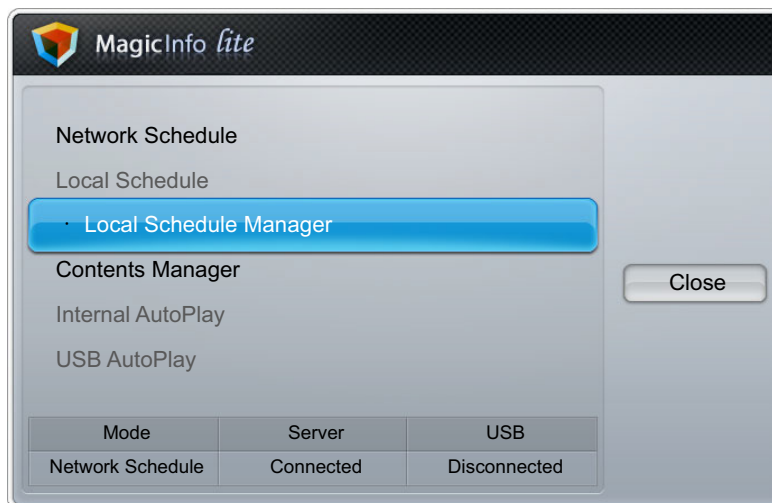 MagicInfo lite
Network Schedule
Local Schedule
· Local Schedule Manager
Contents Manager
Internal AutoPlay
USB AutoPlay
Close
Mode Server USB
Network Schedule Connected Disconnected